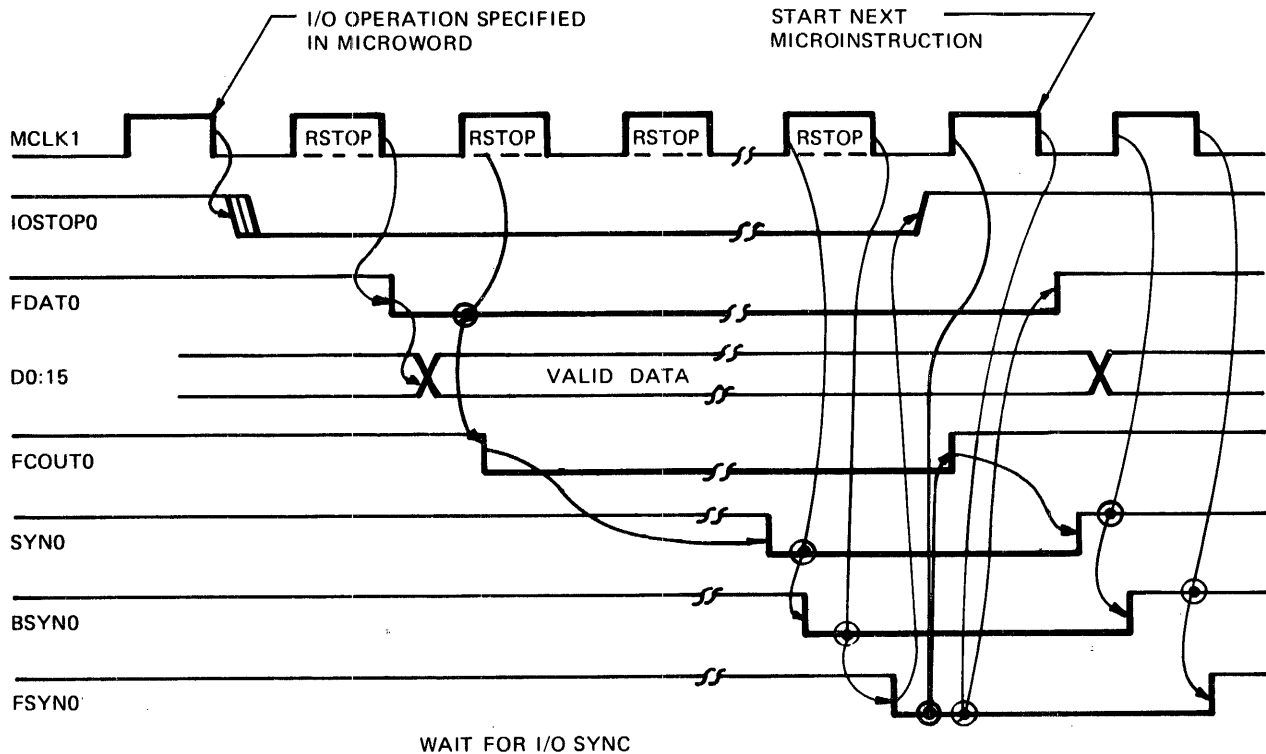 I/O OPERATION SPECIFIED
IN MICROWORD
START NEXT
MICROINSTRUCTION
MCLK1
RSTOP
RSTOP
RSTOP
RSTOP
IOSTOP0
FDAT0
D0:15
VALID DATA
FCOUT0
SYN0
BSYN0
FSYN0
WAIT FOR I/O SYNC